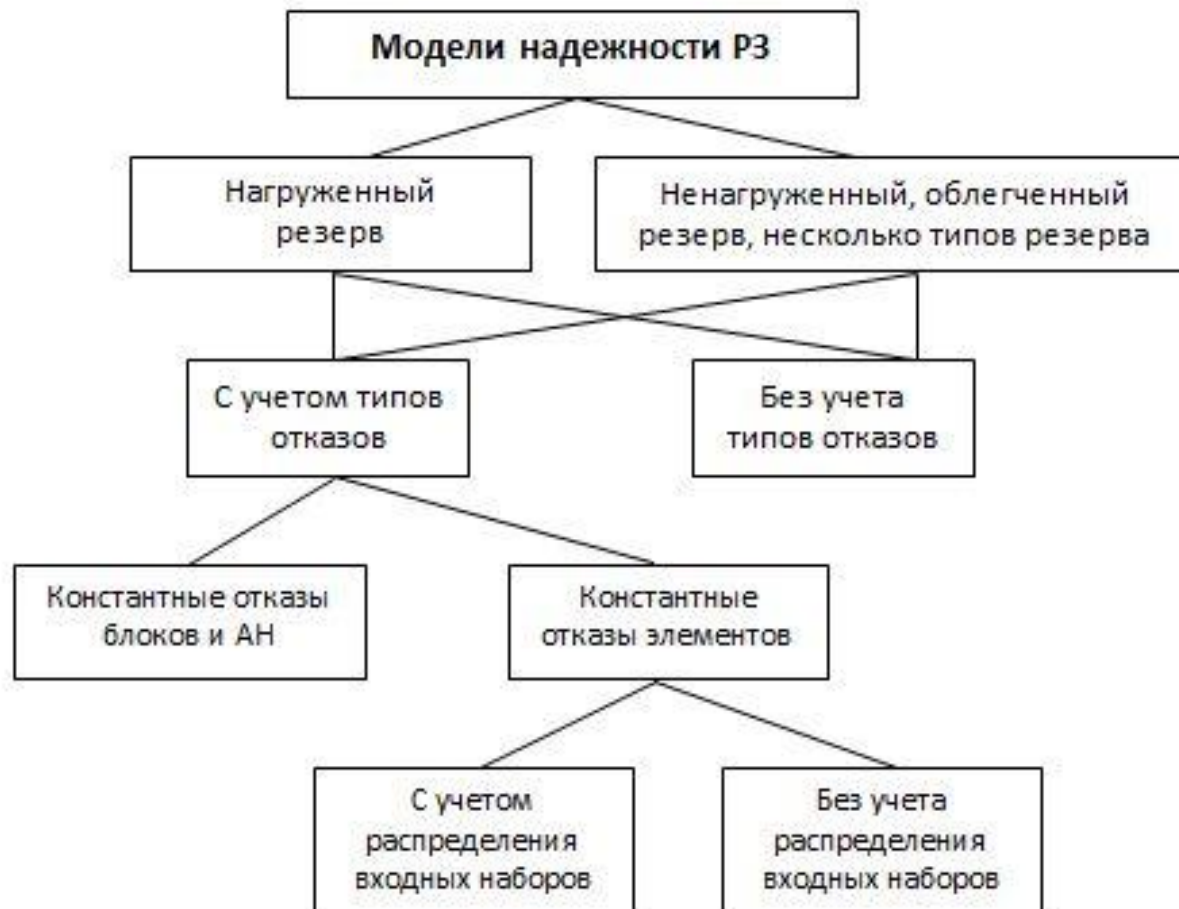 Модели надежности РЗ
Нагруженный
резерв
Ненагруженный, облегченный
резерв, несколько типов резерва
С учетом типов
отказов
Без учета
типов отказов
Константные отказы
блоков и АН
Константные
отказы элементов
С учетом
распределения
входных наборов
Без учета
распределения
входных наборов